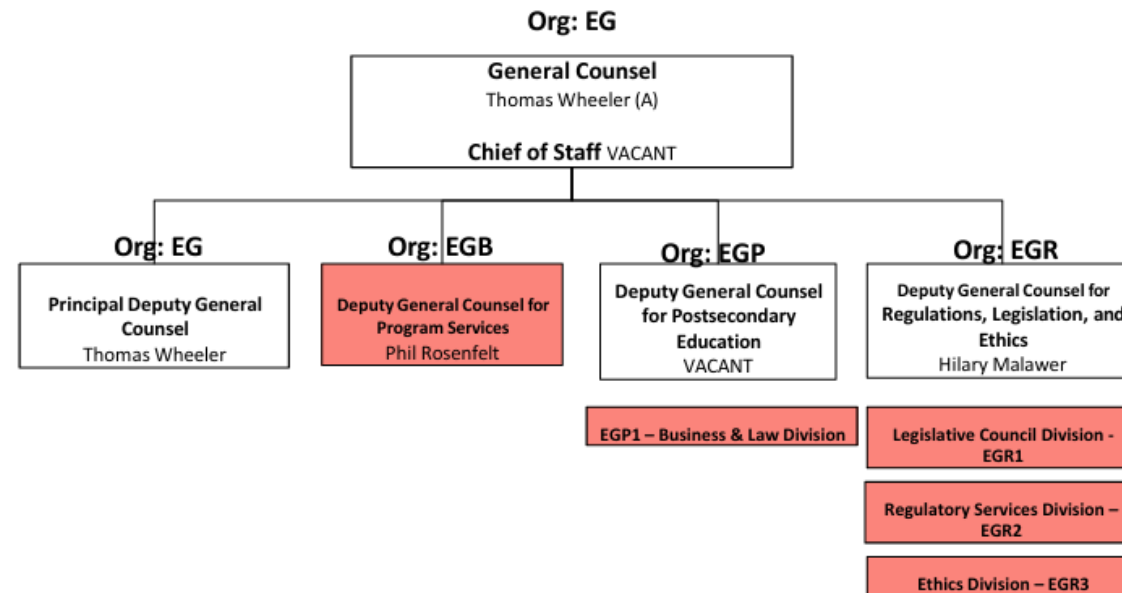 Org: EG
General Counsel
Thomas Wheeler (A)
Chief of Staff VACANT
Org: EG
Principal Deputy General
Counsel
Thomas Wheeler
Org: EGB
Deputy General Counsel for
Program Services
Phil Rosenfelt
Org: EGP
Deputy General Counsel
for Postsecondary
Education
VACANT
EGP1 – Business & Law Division
Org: EGR
Deputy General Counsel for
Regulations, Legislation, and
Ethics
Hilary Malawer
Legislative Council Division -
EGR1
Regulatory Services Division –
EGR2
Ethics Division – EGR3